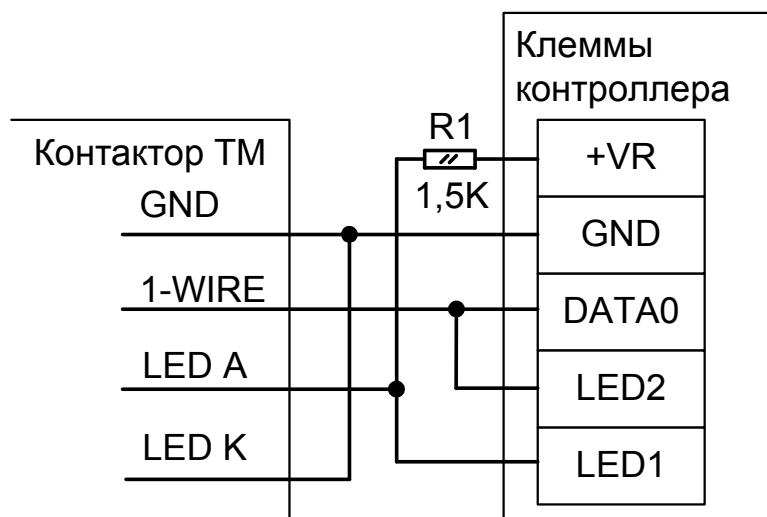 Клеммы
контроллера
R1
Контактор ТМ
+VR
1,5K
GND
GND
1-WIRE
DATA0
LED A
LED2
LED K
LED1